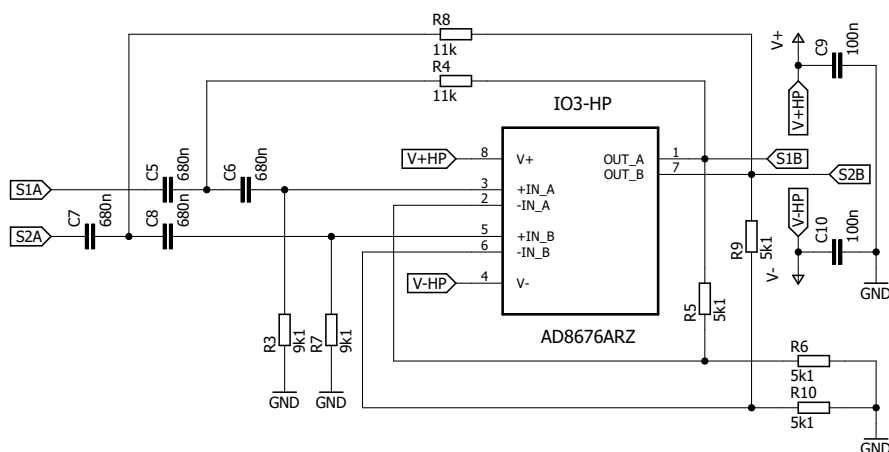 R8
11k
R4
11k
IO3-HP
V+HP
8
V+
OUT_A
1
S1B
OUT_B
7
S2B
S1A
C5
680n
C6
680n
3
+IN_A
2
-IN_A
S2A
C7
680n
C8
680n
5
+IN_B
6
-IN_B
V-HP
4
V-
AD8676ARZ
R3
9k1
R7
9k1
GND
GND
R5
5k1
R9
5k1
R6
5k1
R10
5k1
GND
V+
V+HP
C9
100n
V-HP
V-
C10
100n
GND